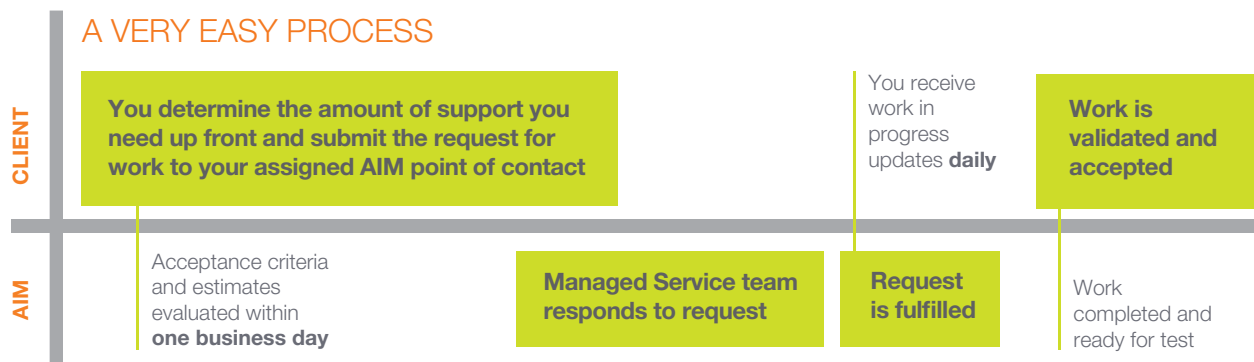 A VERY EASY PROCESS
CLIENT
You determine the amount of support you
need up front and submit the request for
work to your assigned AIM point of contact
You receive
work in
progress
updates daily
Work is
validated and
accepted
AIM
Acceptance criteria
and estimates
evaluated within
one business day
Managed Service team
responds to request
Request
is fulfilled
Work
completed and
ready for test